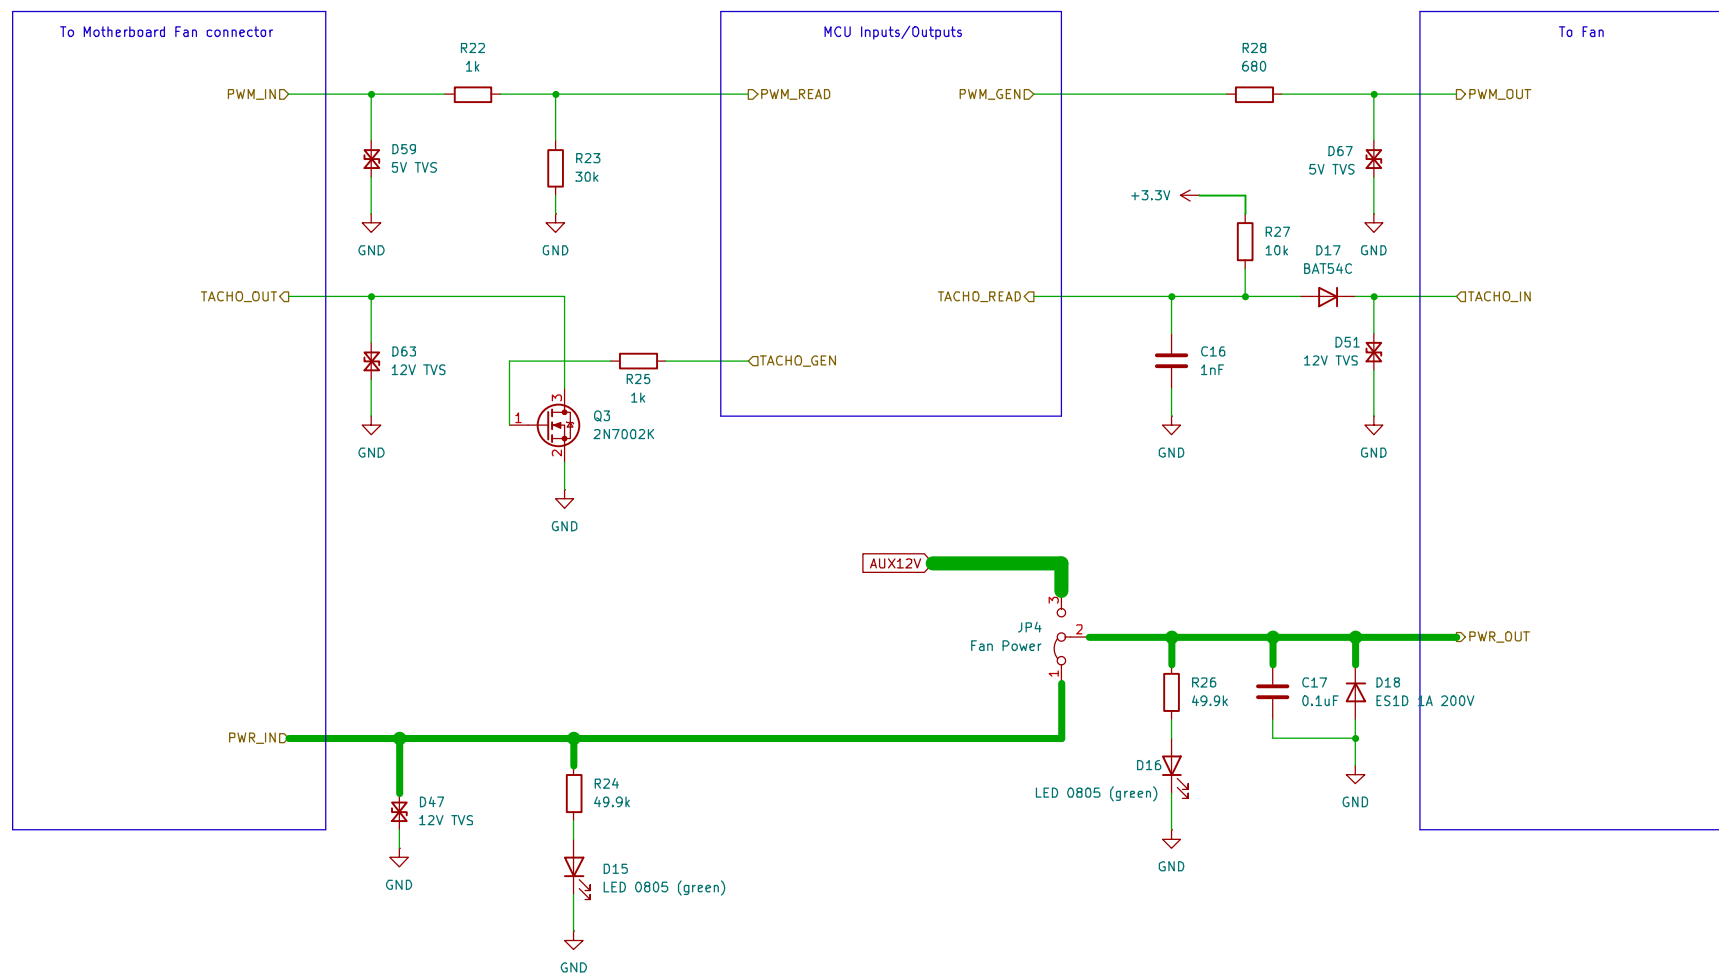 To Motherboard Fan connector
MCU Inputs/Outputs
To Fan
R22
1k
R28
680
PWM_IN
PWM_READ
PWM_GEN
PWM_OUT
D59
5V TVS
R23
30k
D67
5V TVS
+3.3V
R27
10k
GND
GND
GND
D17
BAT54C
TACHO_OUT
TACHO_READ
TACHO_IN
D63
12V TVS
TACHO_GEN
R25
1k
C16
1nF
D51
12V TVS
3
1
2
Q3
2N7002K
GND
GND
GND
GND
AUX12V
3
JP4
Fan Power
2
1
PWR_OUT
R26
49.9k
C17
0.1uF
D18
ES1D 1A 200V
PWR_IN
D16
LED 0805 (green)
R24
49.9k
D47
12V TVS
GND
GND
GND
D15
LED 0805 (green)
GND